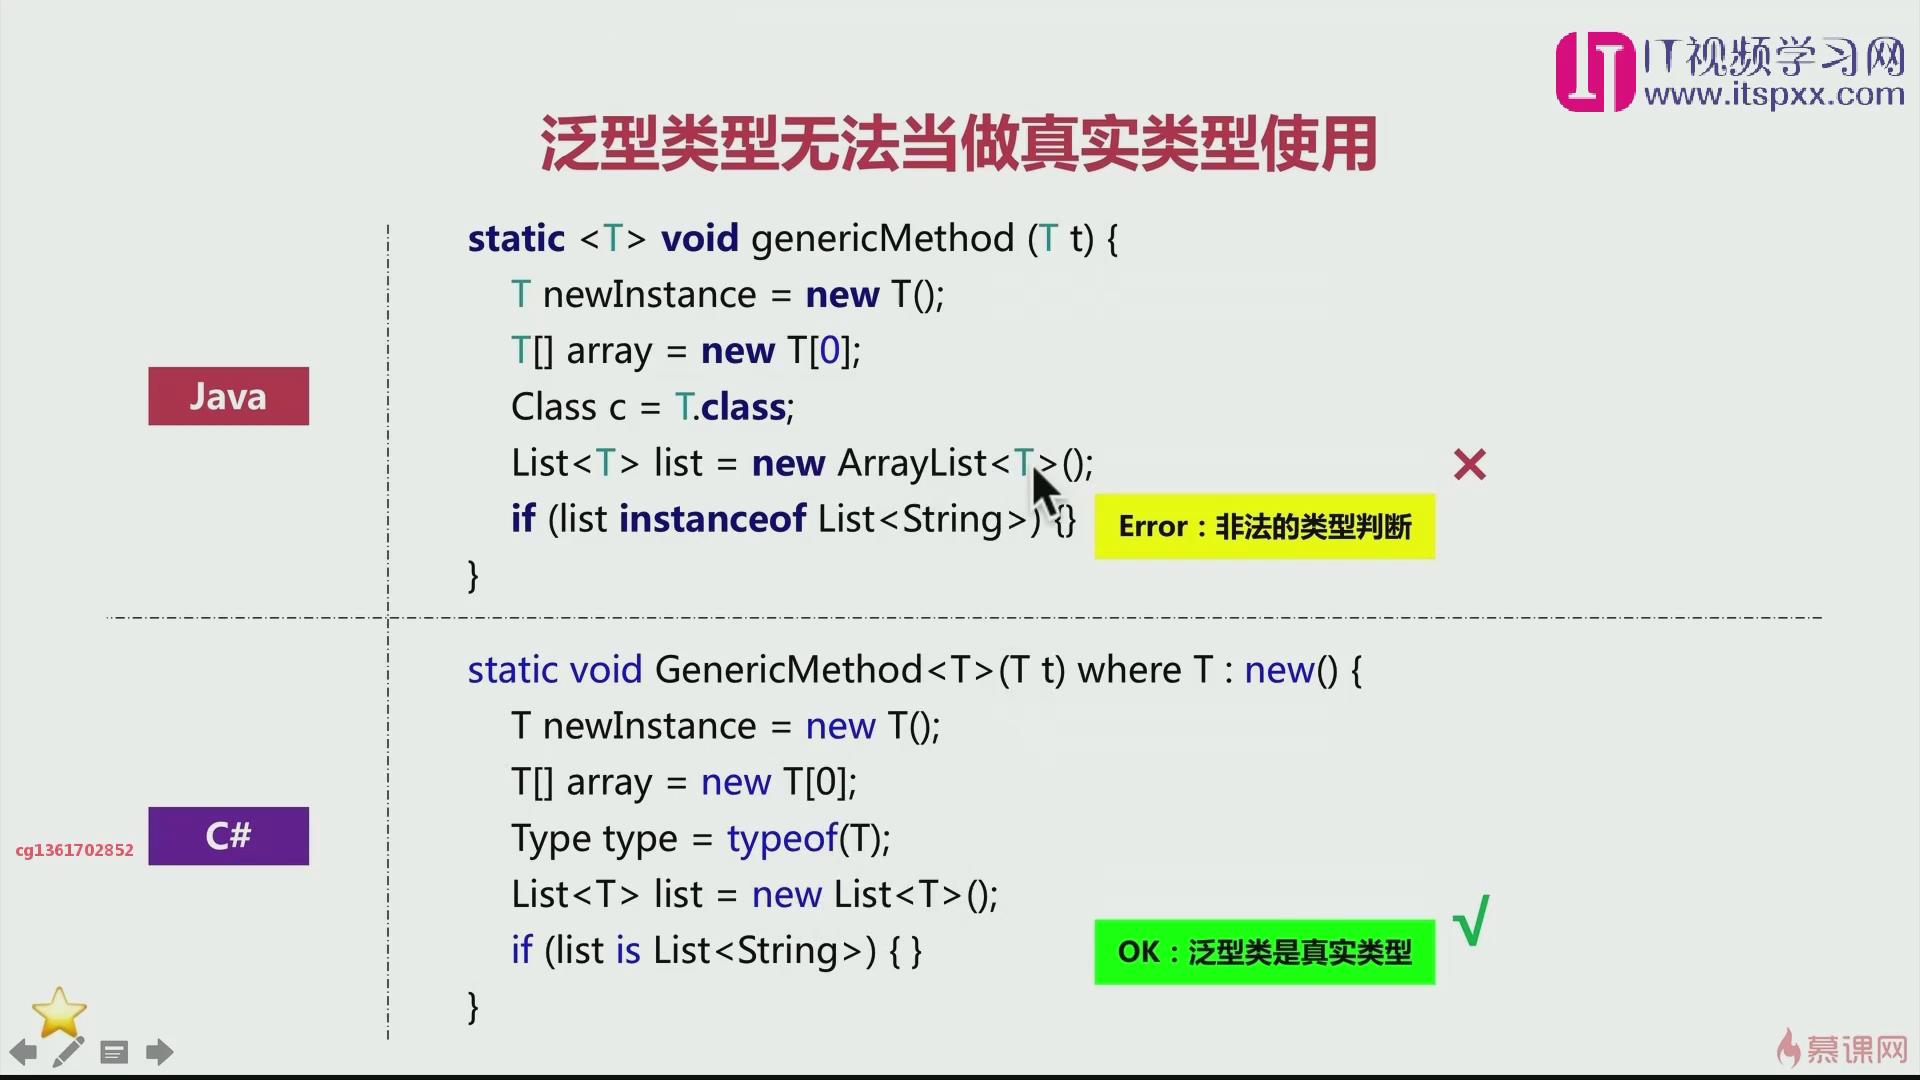 IT视频学习网
www.itspxx.com
泛型类型无法当做真实类型使用
Java
static <T> void genericMethod (T t) {
T newInstance = new T();
T[] array = new T[0];
Class c = T.class;
List<T> list = new ArrayList<T>();
if (list instanceof List<String>) {}
Error：非法的类型判断
}
C#
static void GenericMethod<T>(T t) where T : new() {
T newInstance = new T();
T[] array = new T[0];
Type type = typeof(T);
List<T> list = new List<T>();
if (list is List<String>) { }
OK：泛型类是真实类型
}
cg1361702852
慕课网